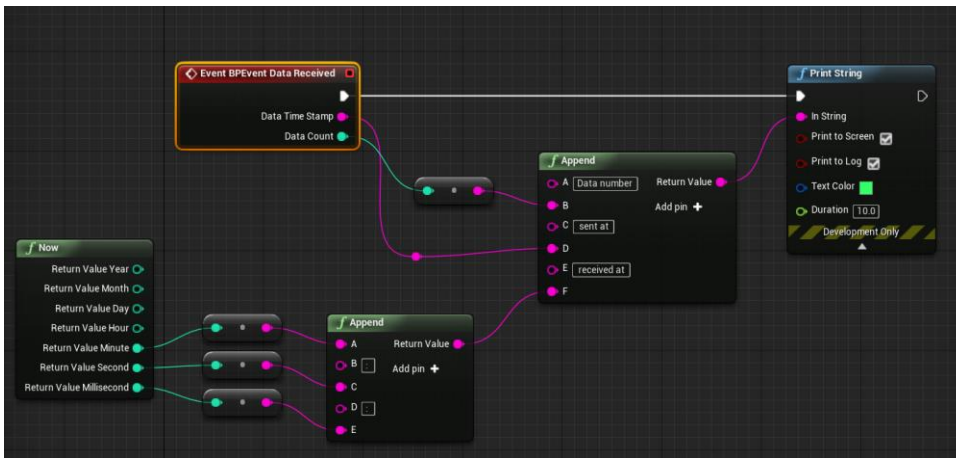 Event BPEvent Data Received
Data Time Stamp
Data Count
Print String
In String
Print to Screen
Print to Log
Text Color
Duration 10.0
Development Only
Append
A Data number Return Value
B Add pin +
C sent at
D
E received at
F
Now
Return Value Year
Return Value Month
Return Value Day
Return Value Hour
Return Value Minute
Return Value Second
Return Value Millisecond
Append
A Return Value
B : Add pin +
C
D :
E